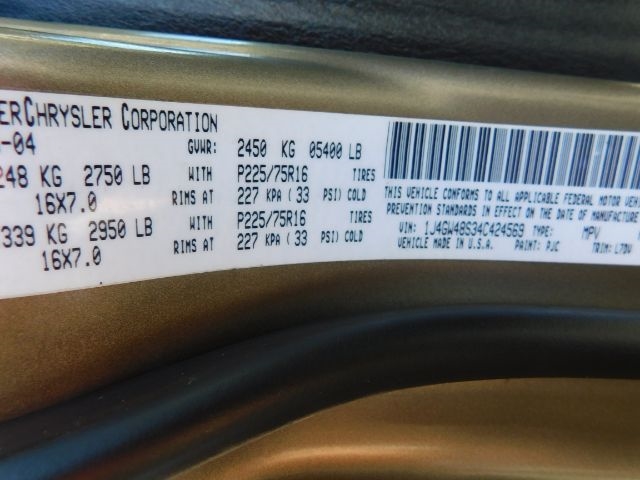 ERCHRYSLER CORPORATION
-04 GVWR: 2450 KG 05400 LB
248 KG 2750 LB WITH P225/75R16 TIRES
16X7.0 RIMS AT 227 KPA (33 PSI) COLD
339 KG 2950 LB WITH P225/75R16 TIRES
16X7.0 RIMS AT 227 KPA (33 PSI) COLD
THIS VEHICLE CONFORMS TO ALL APPLICABLE FEDERAL MOTOR VEHI
PREVENTION STANDARDS IN EFFECT ON THE DATE OF MANUFACTURE
VIN: 1J4GW48S34C424569 TYPE: MPV
VEHICLE MADE IN U.S.A. PAINT: PJC TRIM: L7DV